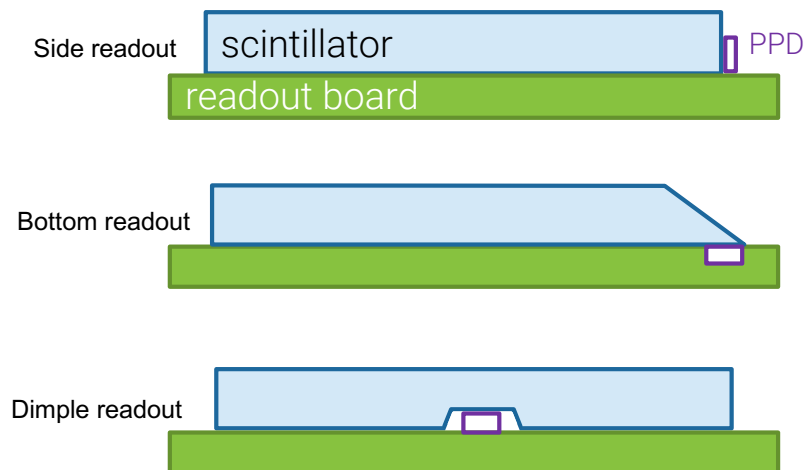 Side readout
scintillator
PPD
readout board
Bottom readout
Dimple readout